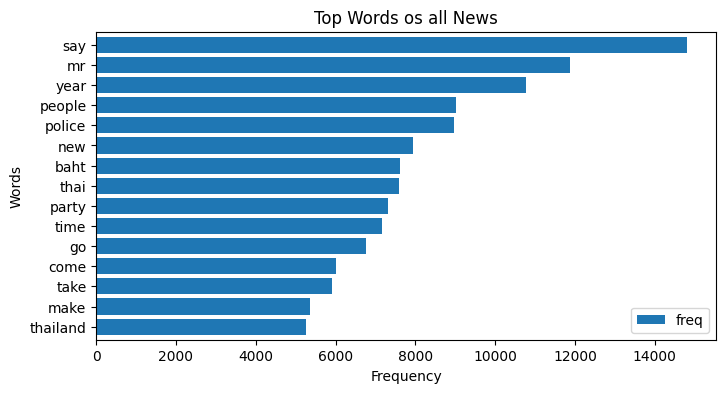 Top Words os all News
say
mr
year
people
police
new
baht
thai
party
time
go
come
take
make
thailand
Words
freq
0 2000 4000 6000 8000 10000 12000 14000
Frequency